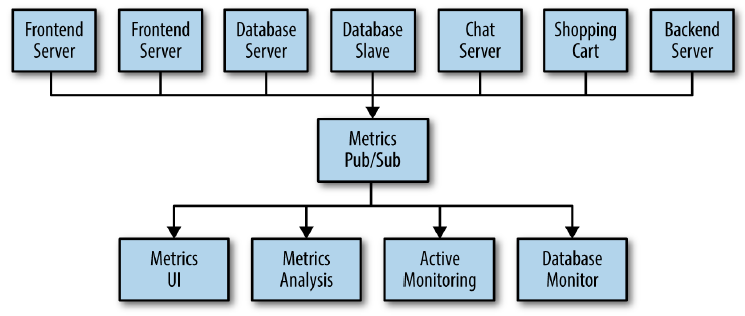 Frontend
Server
Frontend
Server
Database
Server
Database
Slave
Chat
Server
Shopping
Cart
Backend
Server
Metrics
Pub/Sub
Metrics
UI
Metrics
Analysis
Active
Monitoring
Database
Monitor